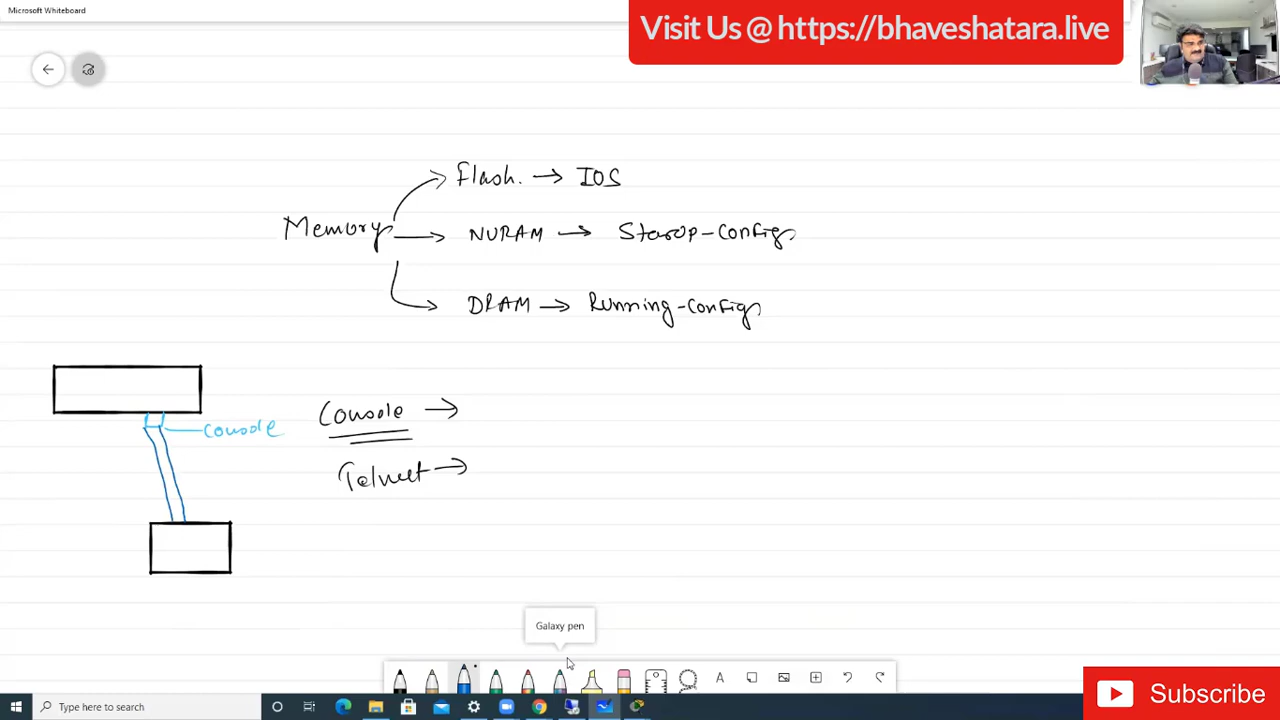 Microsoft Whiteboard
Visit Us @ https://bhaveshatara.live
Flash. → IOS
Memory → NVRAM → Starup-Config
DRAM → Running-Config
Console
Console →
Telnet →
Galaxy pen
A
Type here to search
Subscribe